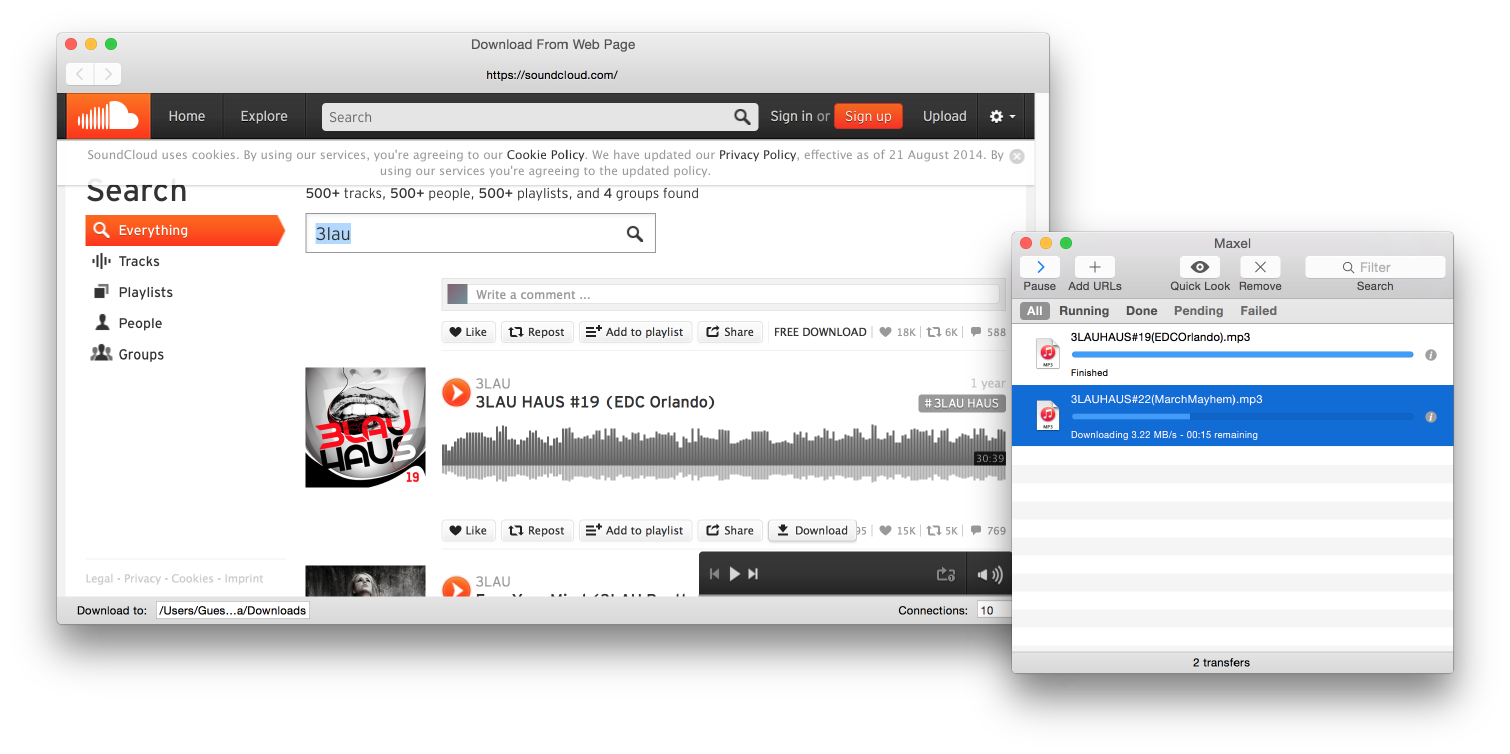 Download From Web Page
https://soundcloud.com/
Home
Explore
Search
Sign in or
Sign up
Upload
SoundCloud uses cookies. By using our services, you're agreeing to our Cookie Policy. We have updated our Privacy Policy, effective as of 21 August 2014. By
using our services you're agreeing to the updated policy.
Search
500+ tracks, 500+ people, 500+ playlists, and 4 groups found
Everything
3lau
Tracks
Playlists
People
Groups
Write a comment ...
Like
Repost
Add to playlist
Share
FREE DOWNLOAD
18K
6K
588
3LAU
HAUS
19
3LAU
1 year
3LAU HAUS #19 (EDC Orlando)
# 3LAU HAUS
30:39
Like
Repost
Add to playlist
Share
Download
95
15K
5K
769
3LAU
Legal - Privacy - Cookies - Imprint
Download to:
/Users/Gues...a/Downloads
Connections:
10
Maxel
Pause
Add URLs
Quick Look
Remove
Filter
Search
All
Running
Done
Pending
Failed
3LAUHAUS#19(EDCOrlando).mp3
MP3
Finished
3LAUHAUS#22(MarchMayhem).mp3
MP3
Downloading 3.22 MB/s - 00:15 remaining
2 transfers